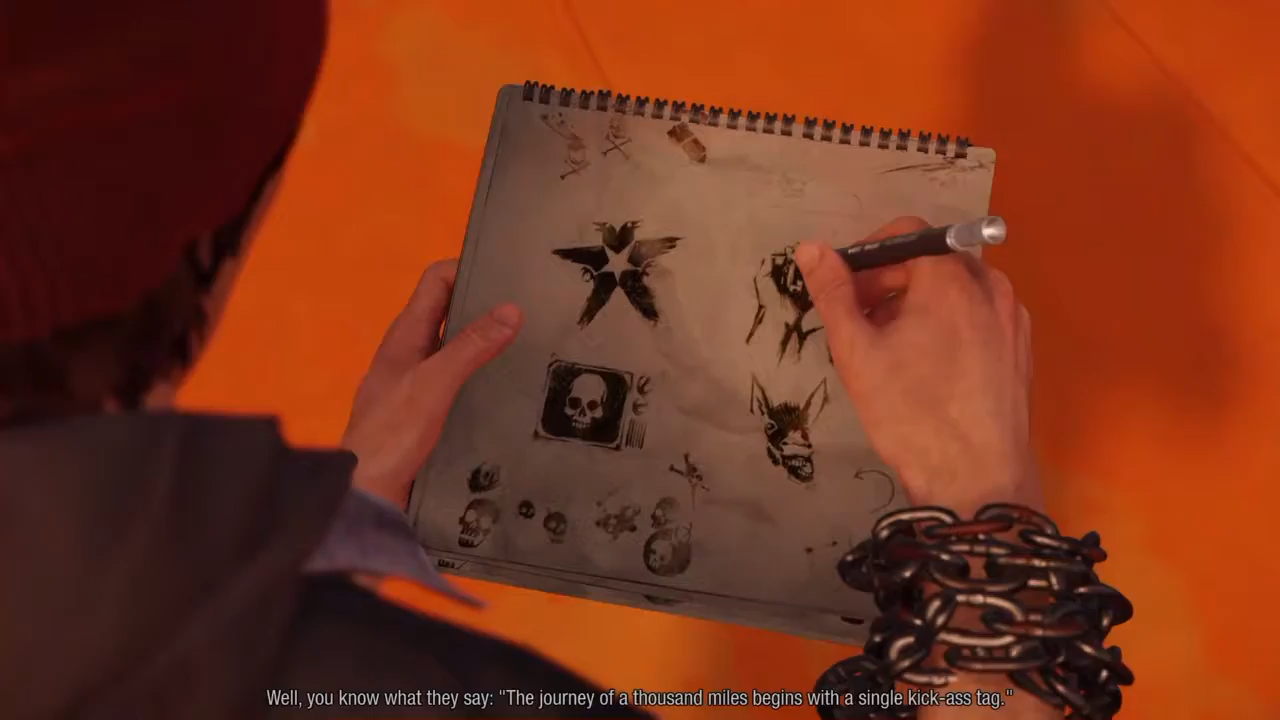 Well, you know what they say: "The journey of a thousand miles begins with a single kick-ass tag."